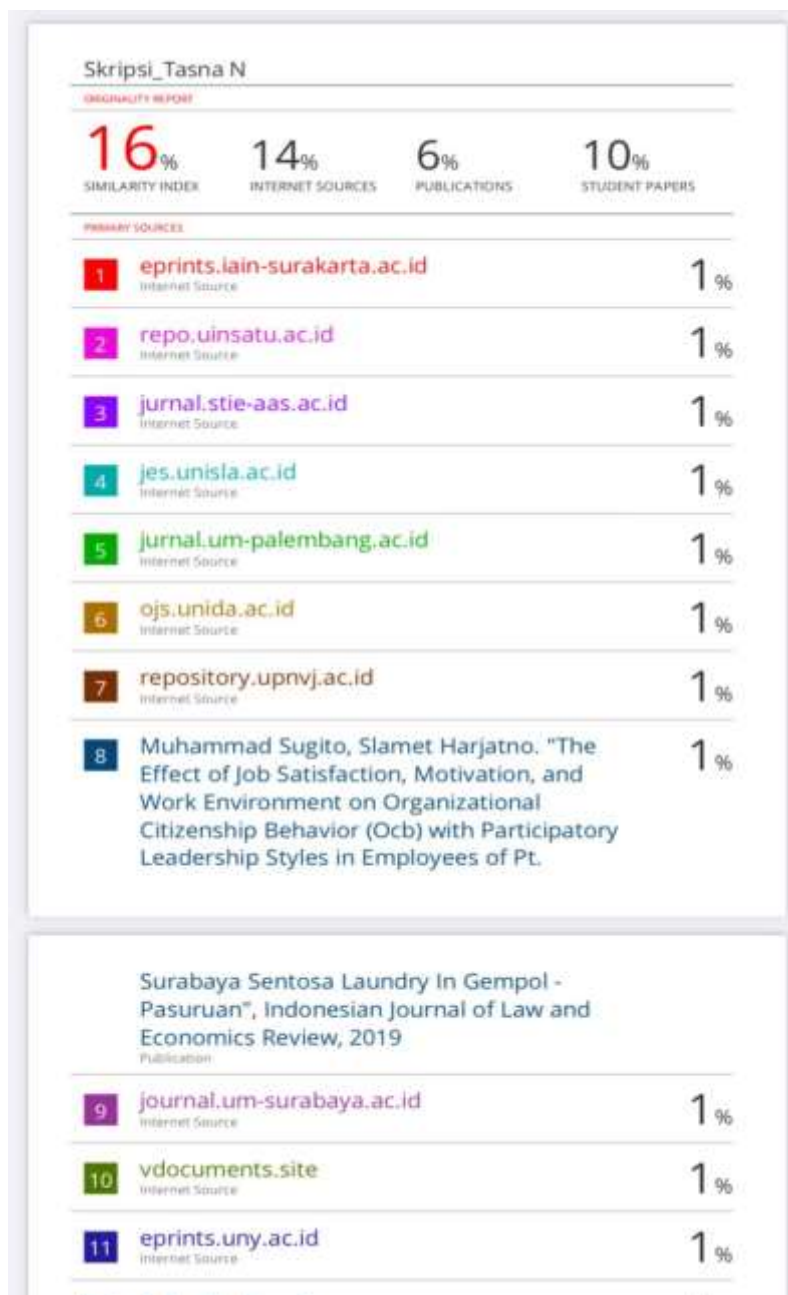 Skripsi_Tasna N
ORIGINALITY REPORT
16% 14% 6% 10%
SIMILARITY INDEX INTERNET SOURCES PUBLICATIONS STUDENT PAPERS
PRIMARY SOURCES
1 eprints.iain-surakarta.ac.id 1%
Internet Source
2 repo.uinsatu.ac.id 1%
Internet Source
3 jurnal.stie-aas.ac.id 1%
Internet Source
4 jes.unisla.ac.id 1%
Internet Source
5 jurnal.um-palembang.ac.id 1%
Internet Source
6 ojs.unida.ac.id 1%
Internet Source
7 repository.upnvj.ac.id 1%
Internet Source
8 Muhammad Sugito, Slamet Harjatno. "The 1%
Effect of Job Satisfaction, Motivation, and
Work Environment on Organizational
Citizenship Behavior (Ocb) with Participatory
Leadership Styles in Employees of Pt.
Surabaya Sentosa Laundry In Gempol -
Pasuruan", Indonesian Journal of Law and
Economics Review, 2019
Publication
9 journal.um-surabaya.ac.id 1%
Internet Source
10 vdocuments.site 1%
Internet Source
11 eprints.uny.ac.id 1%
Internet Source